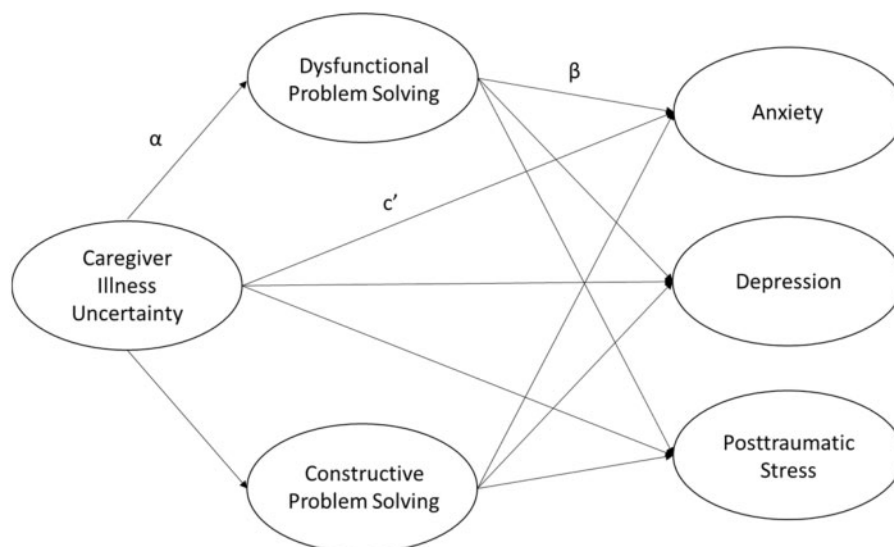 Dysfunctional
Problem Solving
β
Anxiety
α
c’
Caregiver
Illness
Uncertainty
Depression
Constructive
Problem Solving
Posttraumatic
Stress